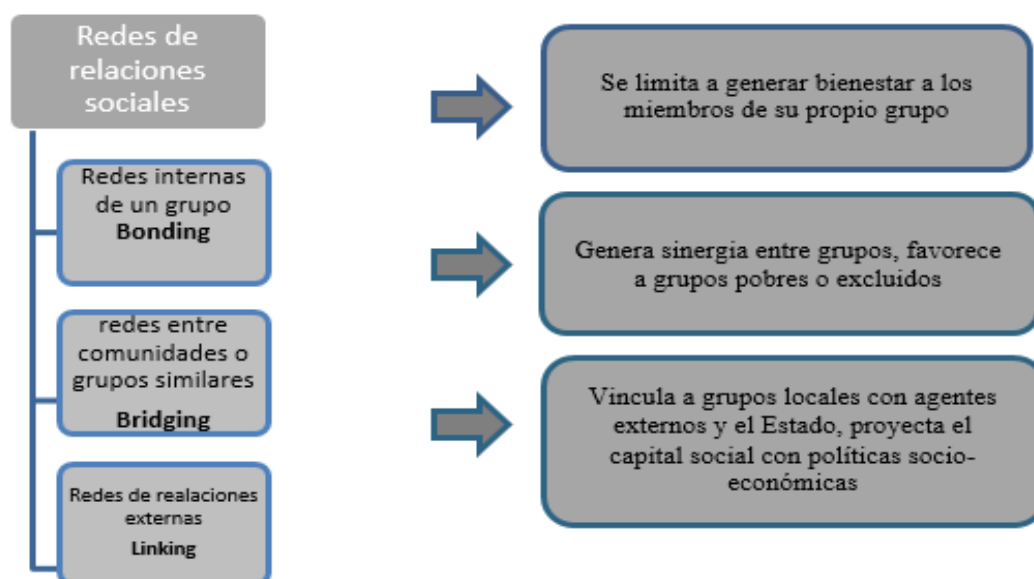 Redes de
relaciones
sociales
Redes internas
de un grupo
Bonding
redes entre
comunidades o
grupos similares
Bridging
Redes de realaciones
externas
Linking
Se limita a generar bienestar a los
miembros de su propio grupo
Genera sinergia entre grupos, favorece
a grupos pobres o excluidos
Vincula a grupos locales con agentes
externos y el Estado, proyecta el
capital social con políticas socio-
económicas